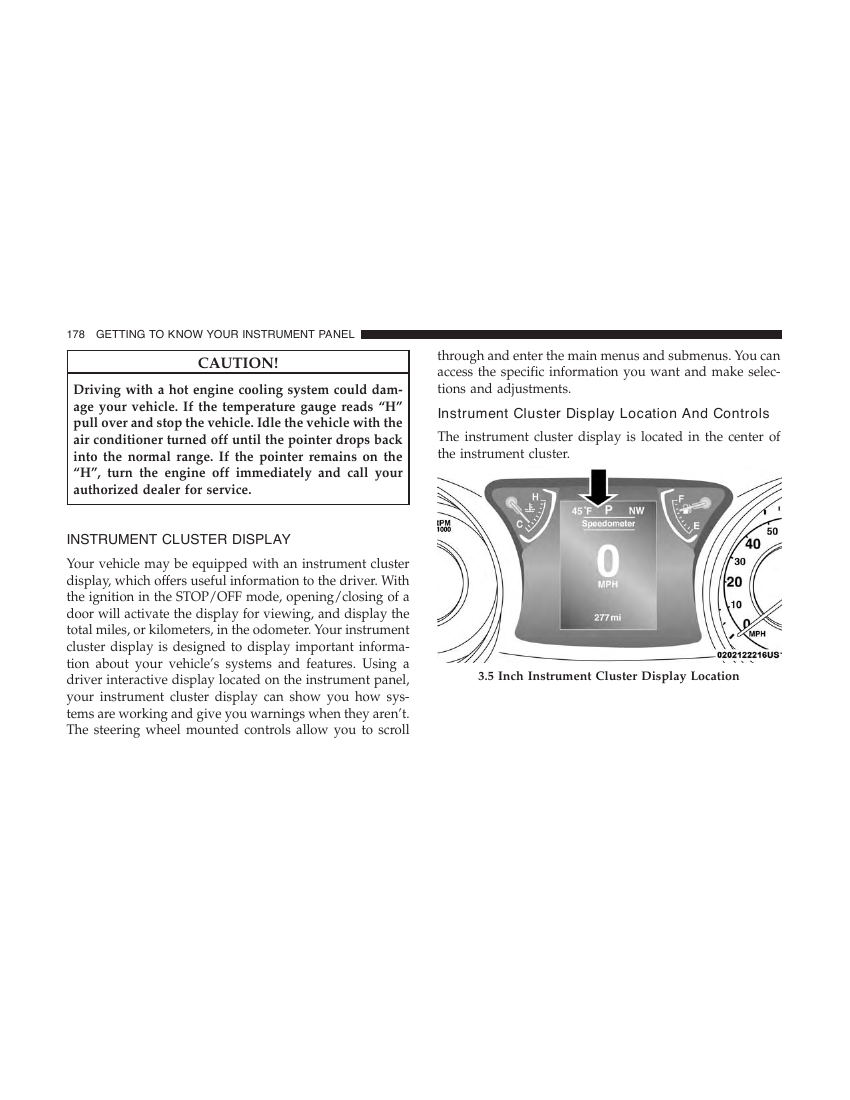 178 GETTING TO KNOW YOUR INSTRUMENT PANEL
CAUTION!
Driving with a hot engine cooling system could dam-
age your vehicle. If the temperature gauge reads “H”
pull over and stop the vehicle. Idle the vehicle with the
air conditioner turned off until the pointer drops back
into the normal range. If the pointer remains on the
“H”, turn the engine off immediately and call your
authorized dealer for service.
INSTRUMENT CLUSTER DISPLAY
Your vehicle may be equipped with an instrument cluster
display, which offers useful information to the driver. With
the ignition in the STOP/OFF mode, opening/closing of a
door will activate the display for viewing, and display the
total miles, or kilometers, in the odometer. Your instrument
cluster display is designed to display important informa-
tion about your vehicle’s systems and features. Using a
driver interactive display located on the instrument panel,
your instrument cluster display can show you how sys-
tems are working and give you warnings when they aren’t.
The steering wheel mounted controls allow you to scroll
through and enter the main menus and submenus. You can
access the specific information you want and make selec-
tions and adjustments.
Instrument Cluster Display Location And Controls
The instrument cluster display is located in the center of
the instrument cluster.
H
C
45°F P NW
Speedometer
0
MPH
277 mi
F
E
RPM
1000
50
40
30
20
10
0
MPH
0202122216US
3.5 Inch Instrument Cluster Display Location